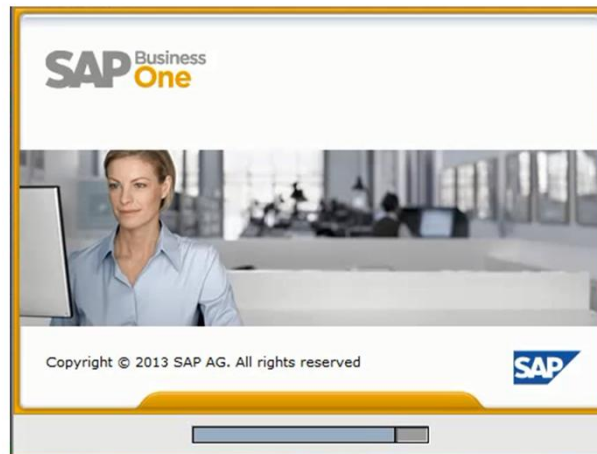 SAP Business
One
Copyright © 2013 SAP AG. All rights reserved
SAP